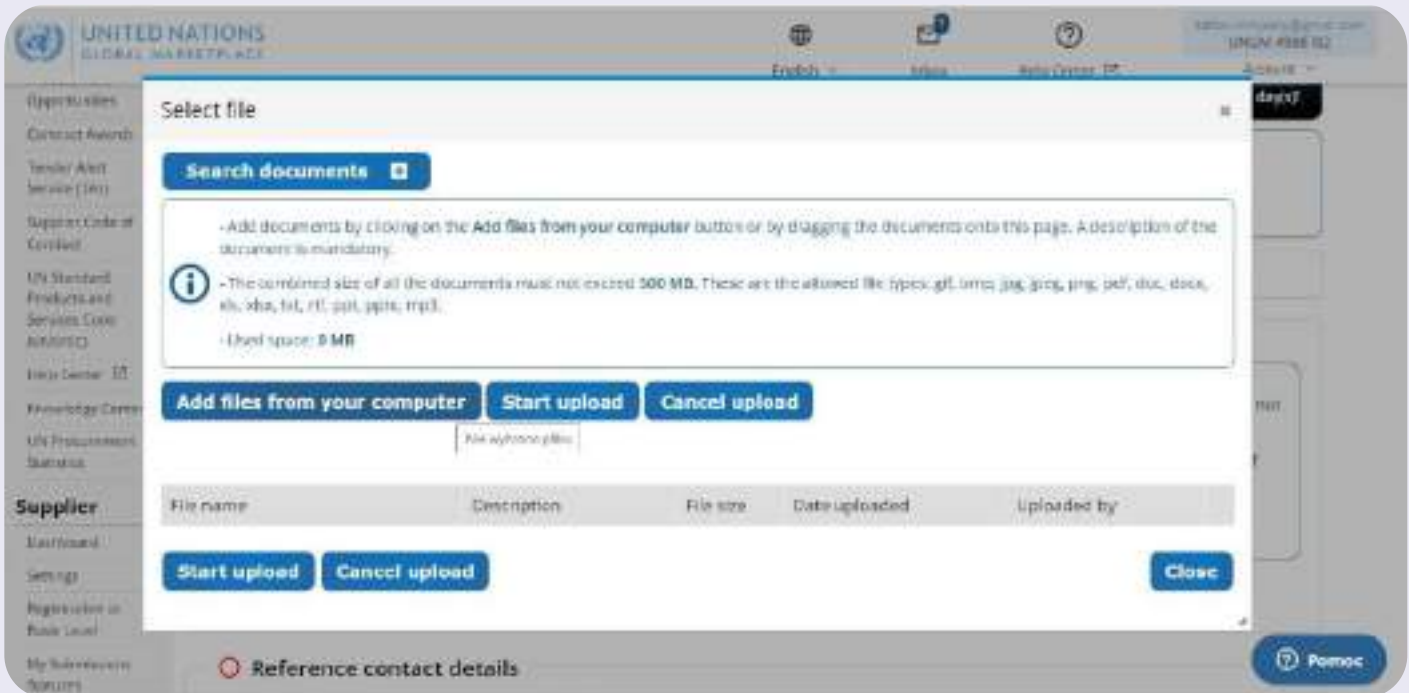 UNITED NATIONS
GLOBAL MARKETPLACE
English
Inbox
Help Center
Account
Opportunities
Contract Awards
Tender Alert
Service (TAS)
Supplier Code of
Conduct
UN Standard
Products and
Services Code
Help Center
Knowledge Center
UN Procurement
Statistics
Supplier
Dashboard
Settings
Registration at
Basic Level
My Submissions
Select file
Search documents
- Add documents by clicking on the Add files from your computer button or by dragging the documents onto this page. A description of the
document is mandatory.
- The combined size of all the documents must not exceed 500 MB. These are the allowed file types: gif, bmp, jpg, jpeg, png, pdf, doc, docx,
xls, xlsx, txt, rtf, ppt, pptx, mp3.
- Used space: 0 MB
Add files from your computer
Start upload
Cancel upload
Nie wybrano pliku
File name Description File size Date uploaded Uploaded by
Start upload
Cancel upload
Close
Reference contact details
Pomoc